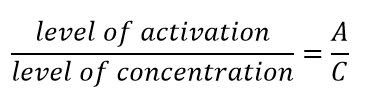 level of activation / level of concentration = A / C